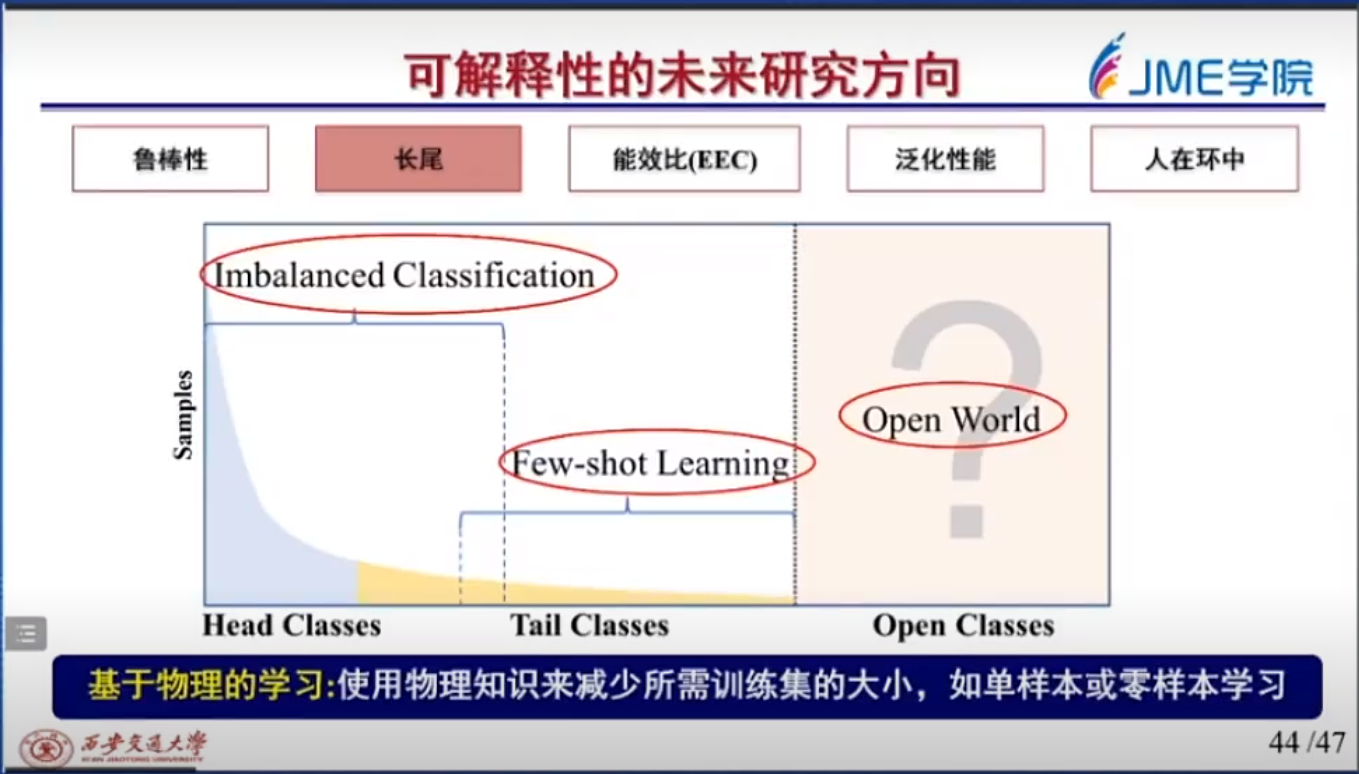 可解释性的未来研究方向
JME学院
鲁棒性
长尾
能效比(EEC)
泛化性能
人在环中
Imbalanced Classification
Samples
Few-shot Learning
?
Open World
Head Classes
Tail Classes
Open Classes
基于物理的学习:使用物理知识来减少所需训练集的大小，如单样本或零样本学习
西安交通大學
XI'AN JIAOTONG UNIVERSITY
44 /47